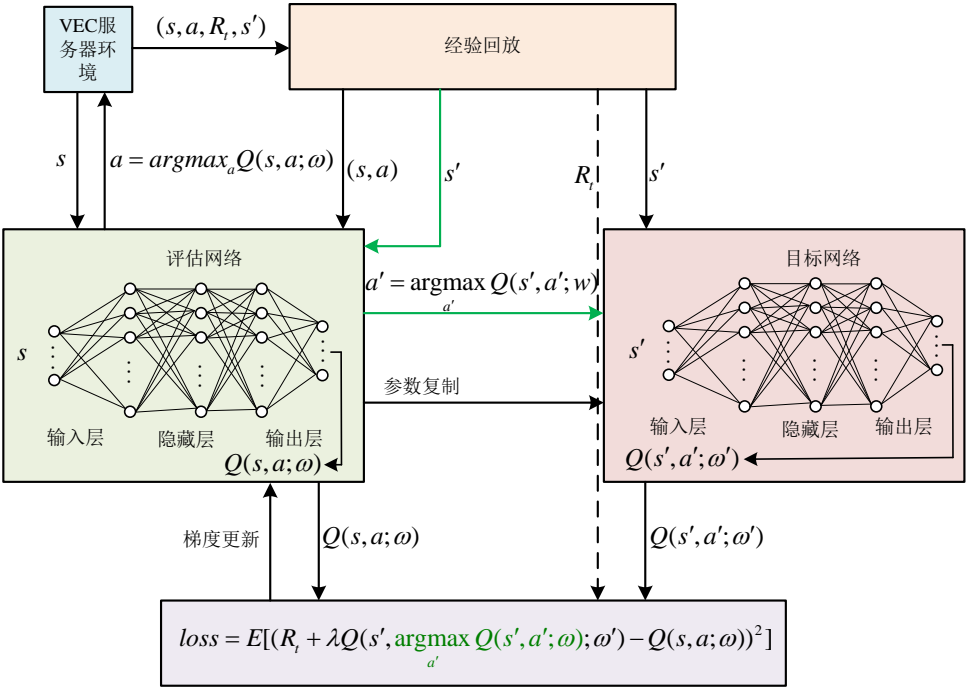 VEC服
务器环
境
(s,a,R_t,s′)
经验回放
s
a = argmax_a Q(s,a;ω)
(s,a)
s′
R_t
s′
评估网络
a′ = argmax_{a′} Q(s′,a′;w)
目标网络
s
s′
参数复制
输入层
隐藏层
输出层
Q(s,a;ω)
输入层
隐藏层
输出层
Q(s′,a′;ω′)
梯度更新
Q(s,a;ω)
Q(s′,a′;ω′)
loss = E[(R_t + λQ(s′,argmax_{a′} Q(s′,a′;ω);ω′) − Q(s,a;ω))²]